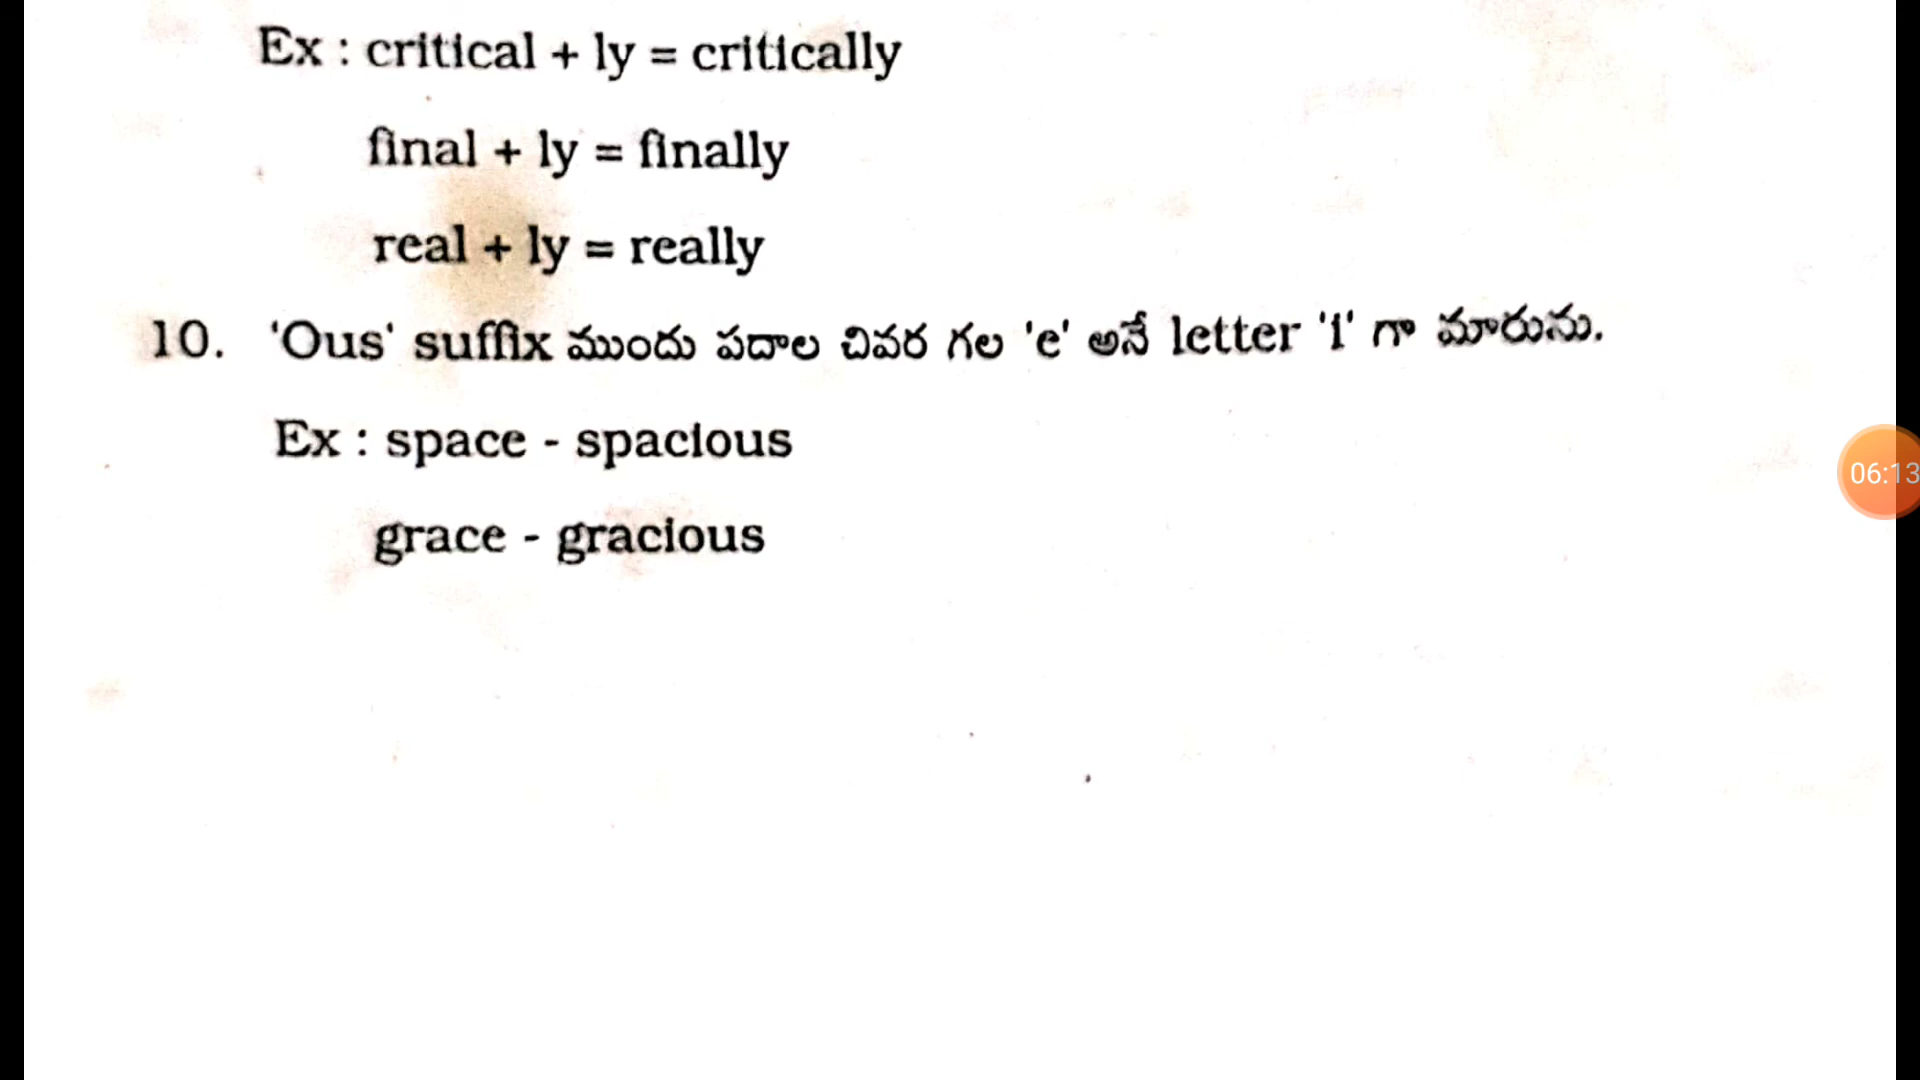 Ex : critical + ly = critically
final + ly = finally
real + ly = really
10. 'Ous' suffix ముందు పదాల చివర గల 'e' అనే letter 'i' గా మారును.
Ex : space - spacious
06:13
grace - gracious